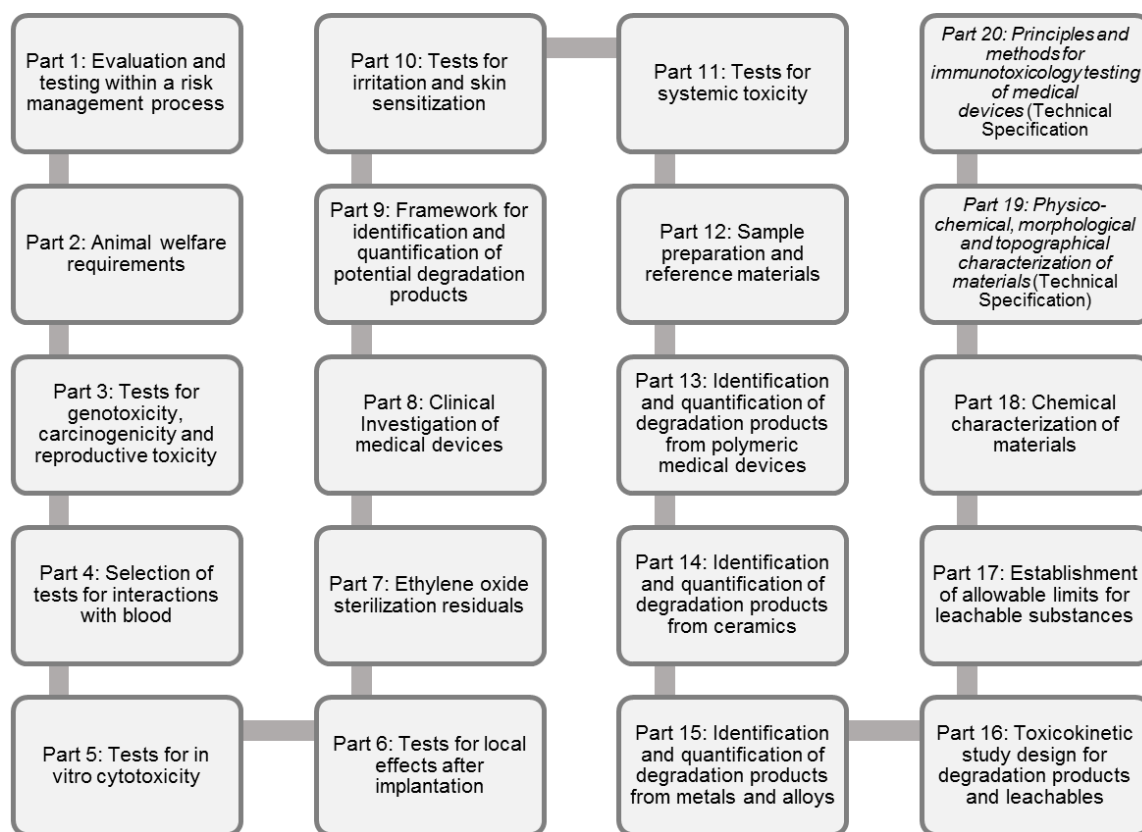 Part 1: Evaluation and
testing within a risk
management process
Part 2: Animal welfare
requirements
Part 3: Tests for
genotoxicity,
carcinogenicity and
reproductive toxicity
Part 4: Selection of
tests for interactions
with blood
Part 5: Tests for in
vitro cytotoxicity
Part 6: Tests for local
effects after
implantation
Part 7: Ethylene oxide
sterilization residuals
Part 8: Clinical
Investigation of
medical devices
Part 9: Framework for
identification and
quantification of
potential degradation
products
Part 10: Tests for
irritation and skin
sensitization
Part 11: Tests for
systemic toxicity
Part 12: Sample
preparation and
reference materials
Part 13: Identification
and quantification of
degradation products
from polymeric
medical devices
Part 14: Identification
and quantification of
degradation products
from ceramics
Part 15: Identification
and quantification of
degradation products
from metals and alloys
Part 16: Toxicokinetic
study design for
degradation products
and leachables
Part 17: Establishment
of allowable limits for
leachable substances
Part 18: Chemical
characterization of
materials
Part 19: Physico-
chemical, morphological
and topographical
characterization of
materials (Technical
Specification)
Part 20: Principles and
methods for
immunotoxicology testing
of medical
devices (Technical
Specification